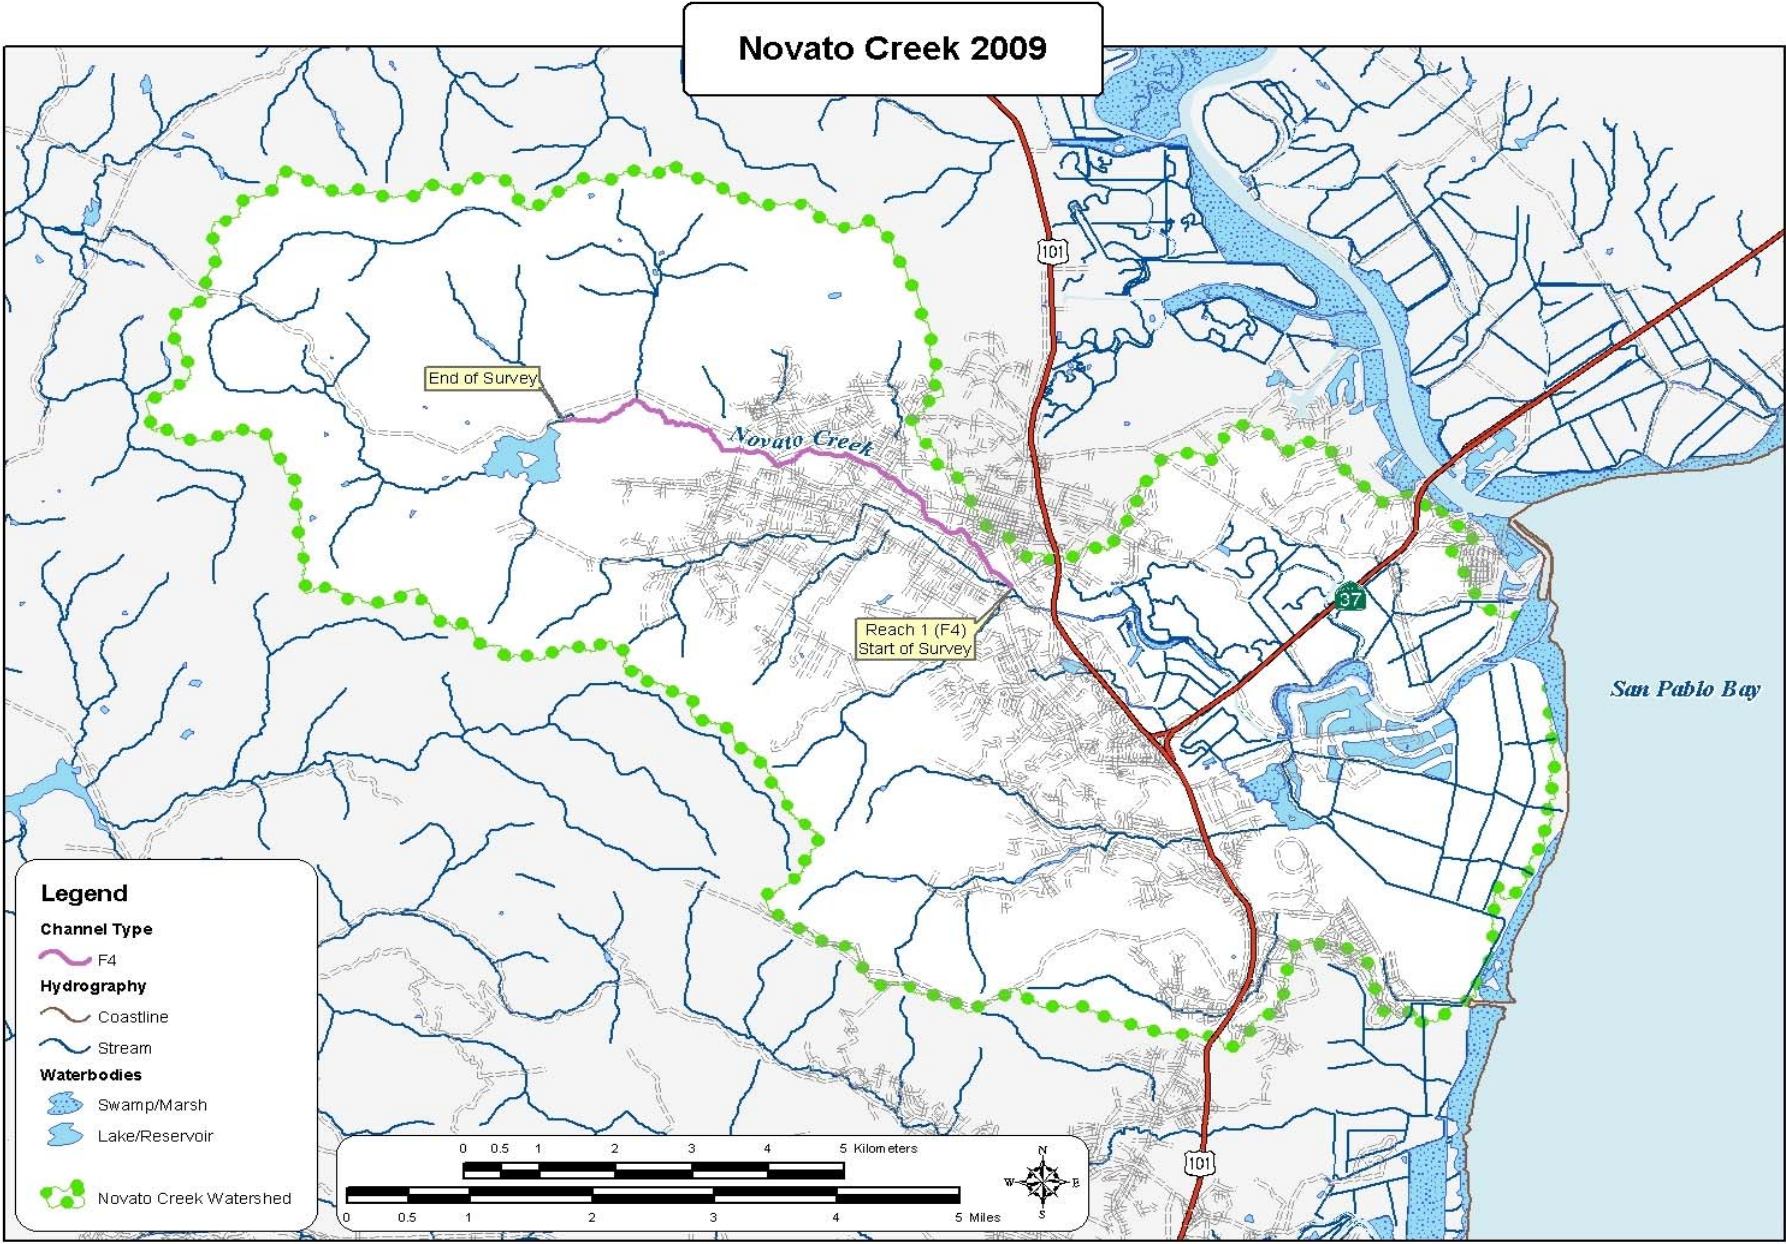 Novato Creek 2009
101
End of Survey
Novato Creek
37
Reach 1 (F4)
Start of Survey
San Pablo Bay
Legend
Channel Type
F4
Hydrography
Coastline
Stream
Waterbodies
Swamp/Marsh
Lake/Reservoir
Novato Creek Watershed
0 0.5 1 2 3 4 5 Kilometers
0 0.5 1 2 3 4 5 Miles
N
W E
S
101